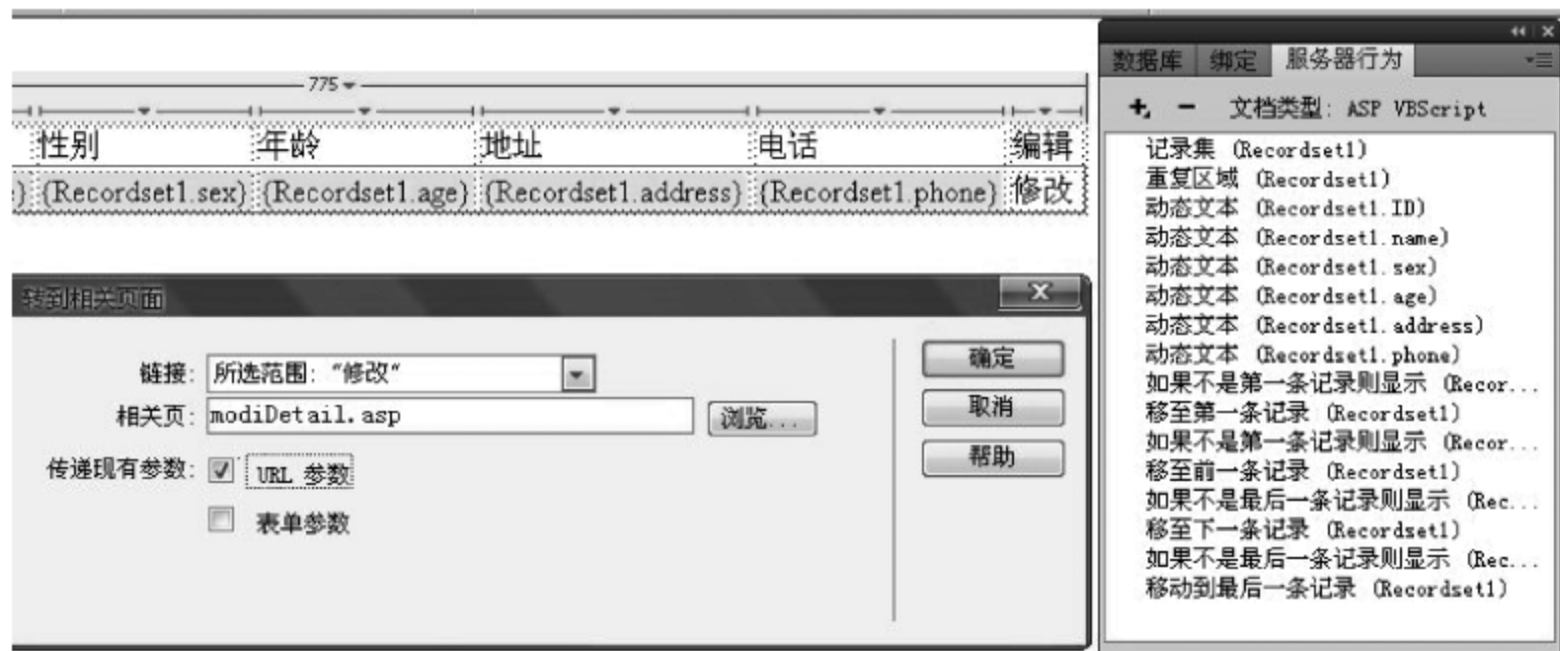 数据库 绑定 服务器行为
文档类型: ASP VBScript
775
性别 年龄 地址 电话 编辑
} {Recordset1.sex} {Recordset1.age} {Recordset1.address} {Recordset1.phone} 修改
转到相关页面
链接: 所选范围: “修改“
相关页: modiDetail.asp 浏览...
传递现有参数: URL 参数
表单参数
确定
取消
帮助
记录集 (Recordset1)
重复区域 (Recordset1)
动态文本 (Recordset1.ID)
动态文本 (Recordset1.name)
动态文本 (Recordset1.sex)
动态文本 (Recordset1.age)
动态文本 (Recordset1.address)
动态文本 (Recordset1.phone)
如果不是第一条记录则显示 (Recor...
移至第一条记录 (Recordset1)
如果不是第一条记录则显示 (Recor...
移至前一条记录 (Recordset1)
如果不是最后一条记录则显示 (Rec...
移至下一条记录 (Recordset1)
如果不是最后一条记录则显示 (Rec...
移动到最后一条记录 (Recordset1)